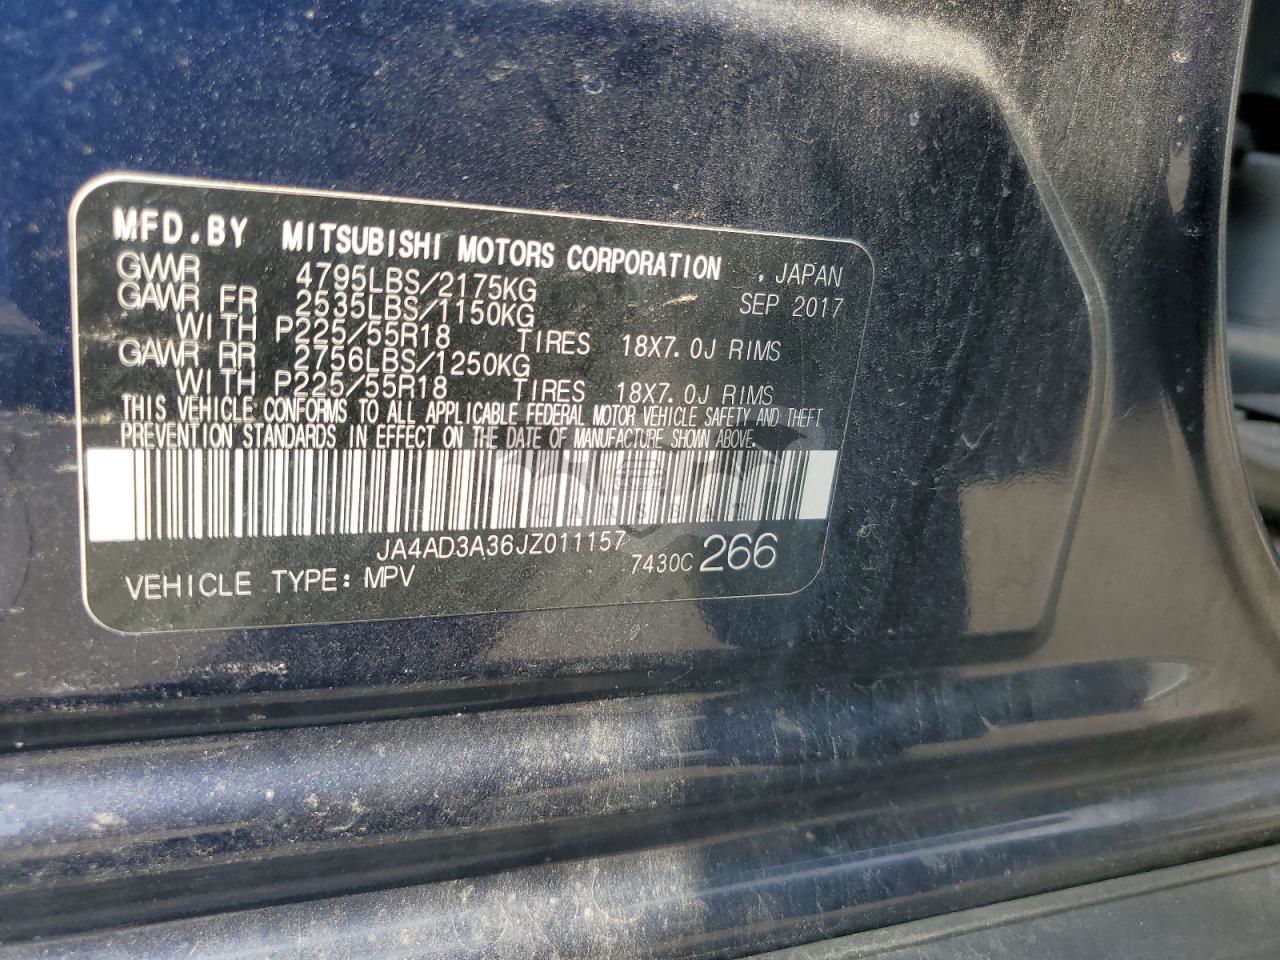 MFD.BY MITSUBISHI MOTORS CORPORATION , JAPAN
GVWR 4795LBS/2175KG SEP 2017
GAWR FR 2535LBS/1150KG
WITH P225/55R18 TIRES 18X7.0J RIMS
GAWR RR 2756LBS/1250KG
WITH P225/55R18 TIRES 18X7.0J RIMS
THIS VEHICLE CONFORMS TO ALL APPLICABLE FEDERAL MOTOR VEHICLE SAFETY AND THEFT
PREVENTION STANDARDS IN EFFECT ON THE DATE OF MANUFACTURE SHOWN ABOVE.
JA4AD3A36JZ011157
VEHICLE TYPE: MPV 7430C 266